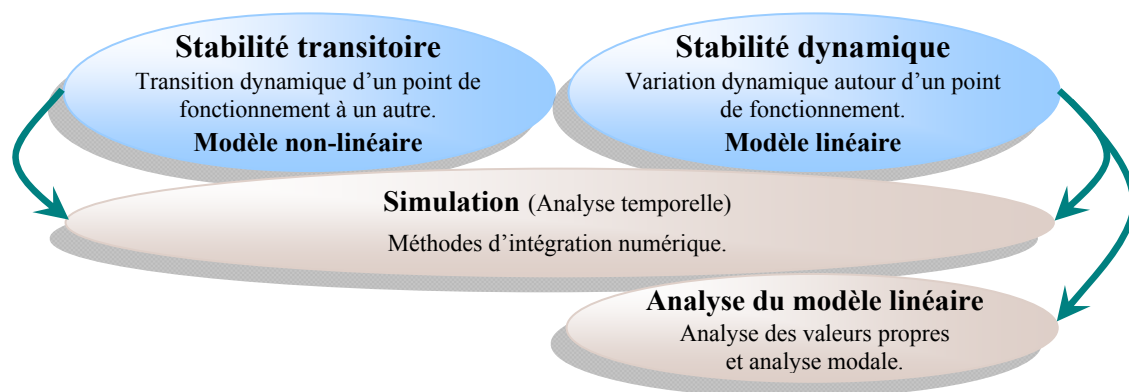 Stabilité transitoire
Transition dynamique d'un point de
fonctionnement à un autre.
Modèle non-linéaire
Stabilité dynamique
Variation dynamique autour d'un point
de fonctionnement.
Modèle linéaire
Simulation (Analyse temporelle)
Méthodes d'intégration numérique.
Analyse du modèle linéaire
Analyse des valeurs propres
et analyse modale.